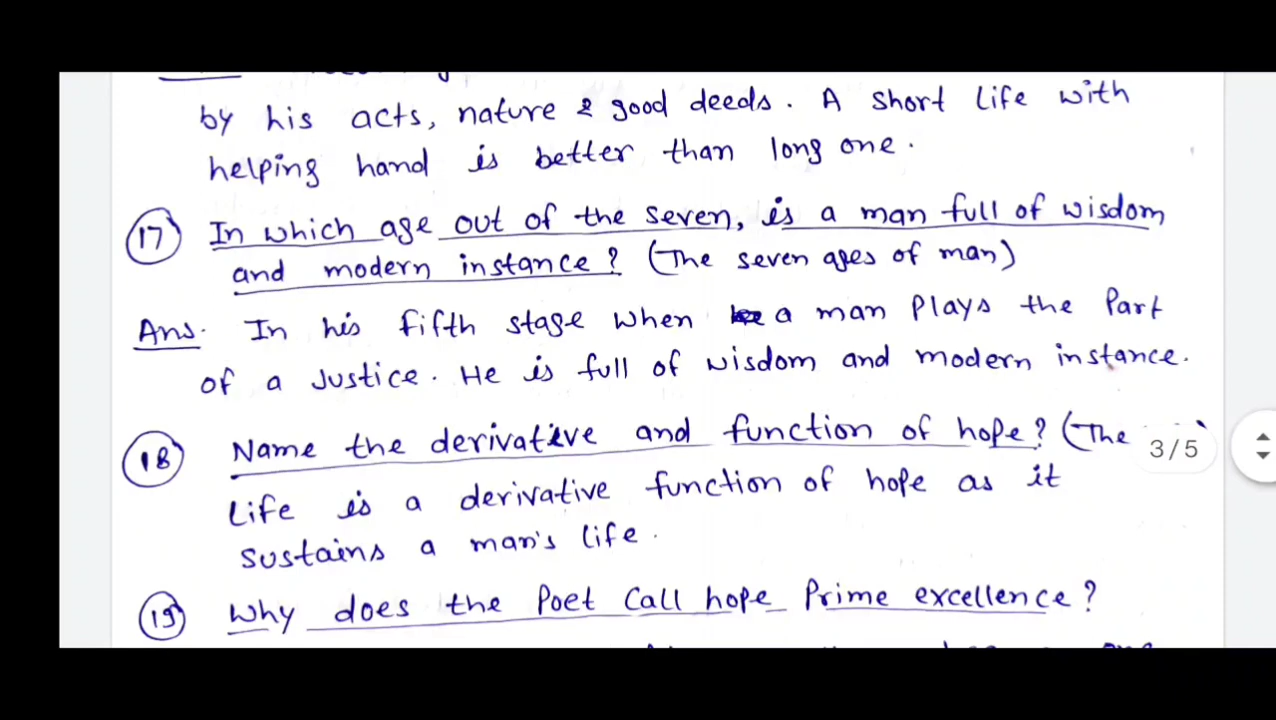 by his acts, nature & good deeds. A short life with
helping hand is better than long one.
17 In which age out of the seven, is a man full of wisdom
and modern instance? (The seven ages of man)
Ans. In his fifth stage when a man plays the part
of a Justice. He is full of wisdom and modern instance.
18 Name the derivative and function of hope? (The
3/5
Life is a derivative function of hope as it
sustains a man's life.
19 Why does the Poet Call hope Prime excellence?